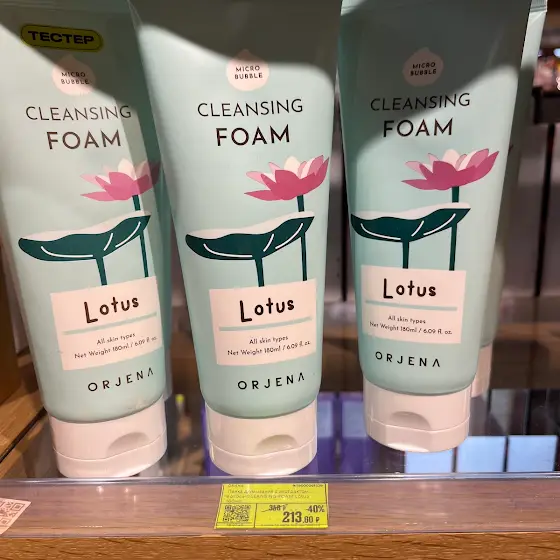 ТЕСТЕР
MICRO
BUBBLE
CLEANSING
FOAM
Lotus
All skin types
Net Weight 180ml / 6.09 fl. oz.
ORJENA
MICRO
BUBBLE
CLEANSING
FOAM
Lotus
All skin types
Net Weight 180ml / 6.09 fl. oz.
ORJENA
MICRO
BUBBLE
CLEANSING
FOAM
Lotus
All skin types
Net Weight 180ml / 6.09 fl. oz.
ORJENA
-40%
213,00 ₽